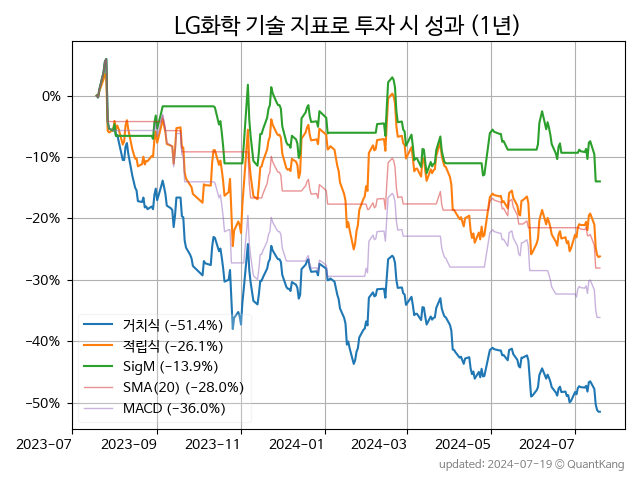 LG화학 기술 지표로 투자 시 성과 (1년)
0%
−10%
−20%
−30%
−40%
−50%
거치식 (−51.4%)
적립식 (−26.1%)
SigM (−13.9%)
SMA(20) (−28.0%)
MACD (−36.0%)
2023-07 2023-09 2023-11 2024-01 2024-03 2024-05 2024-07
updated: 2024-07-19 © QuantKang